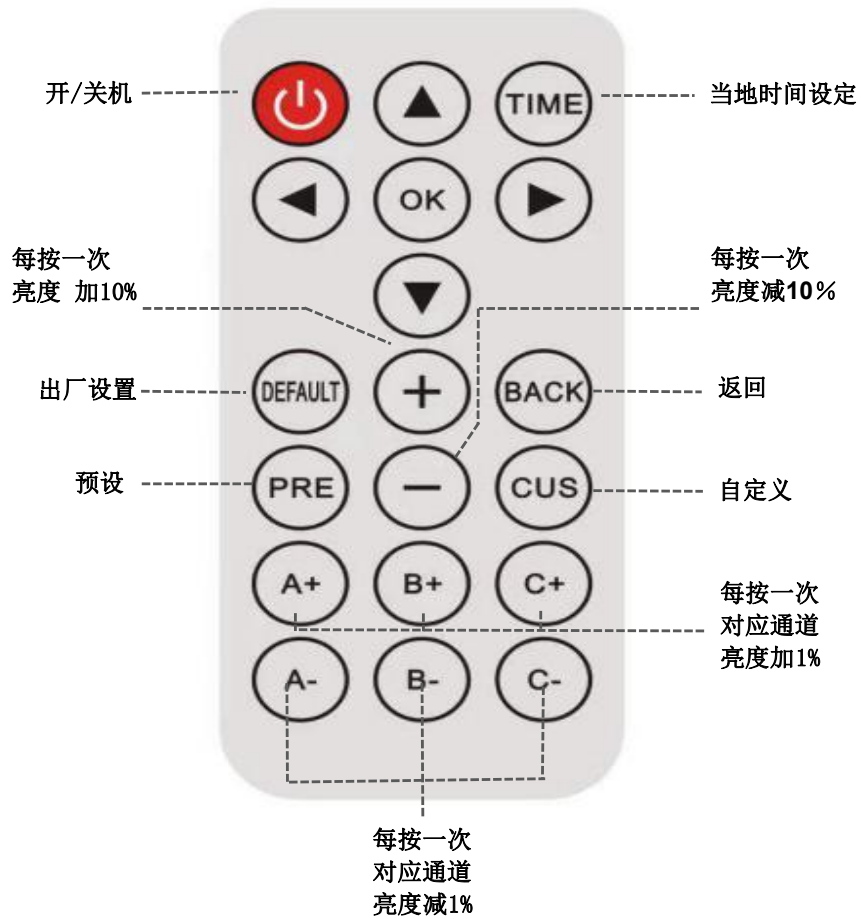 开/关机
TIME
当地时间设定
OK
每按一次
亮度 加10%
每按一次
亮度减10%
出厂设置
DEFAULT
+
BACK
返回
预设
PRE
−
CUS
自定义
A+
B+
C+
每按一次
对应通道
亮度加1%
A-
B-
C-
每按一次
对应通道
亮度减1%